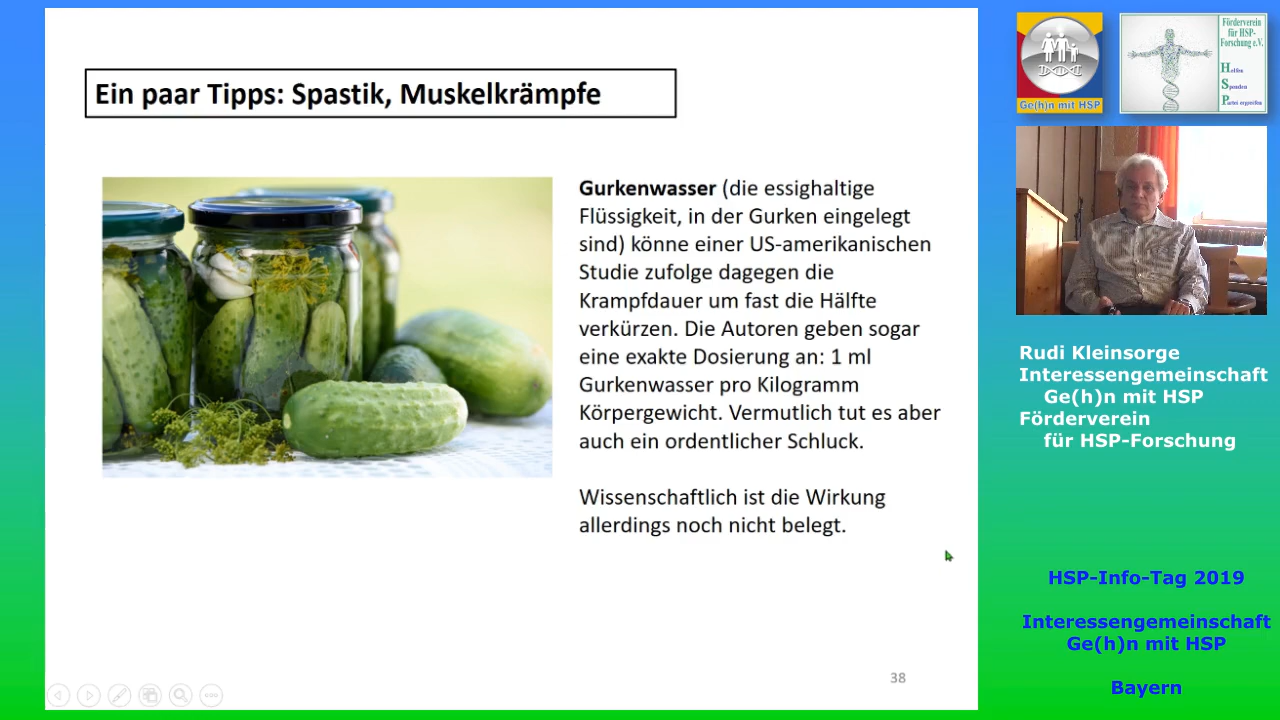 Ein paar Tipps: Spastik, Muskelkrämpfe
Gurkenwasser (die essighaltige
Flüssigkeit, in der Gurken eingelegt
sind) könne einer US-amerikanischen
Studie zufolge dagegen die
Krampfdauer um fast die Hälfte
verkürzen. Die Autoren geben sogar
eine exakte Dosierung an: 1 ml
Gurkenwasser pro Kilogramm
Körpergewicht. Vermutlich tut es aber
auch ein ordentlicher Schluck.
Wissenschaftlich ist die Wirkung
allerdings noch nicht belegt.
38
Ge(h)n mit HSP
Förderverein
für HSP-
Forschung e.V.
Helfen
Spenden
Partei ergreifen
Rudi Kleinsorge
Interessengemeinschaft
Ge(h)n mit HSP
Förderverein
für HSP-Forschung
HSP-Info-Tag 2019
Interessengemeinschaft
Ge(h)n mit HSP
Bayern